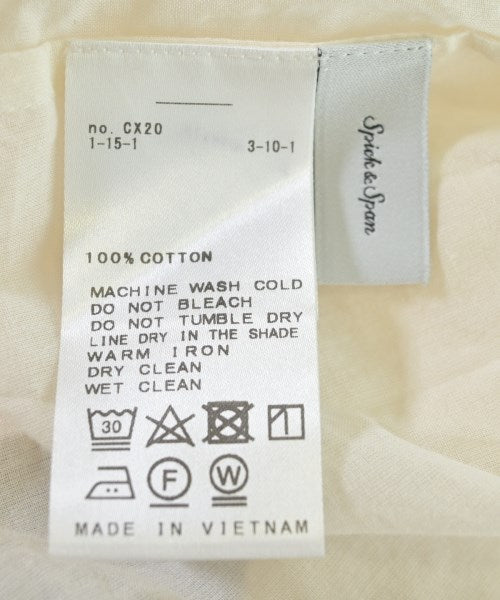 no. CX20
1-15-1 3-10-1
100% COTTON
MACHINE WASH COLD
DO NOT BLEACH
DO NOT TUMBLE DRY
LINE DRY IN THE SHADE
WARM IRON
DRY CLEAN
WET CLEAN
30
F W
MADE IN VIETNAM
Spick & Span